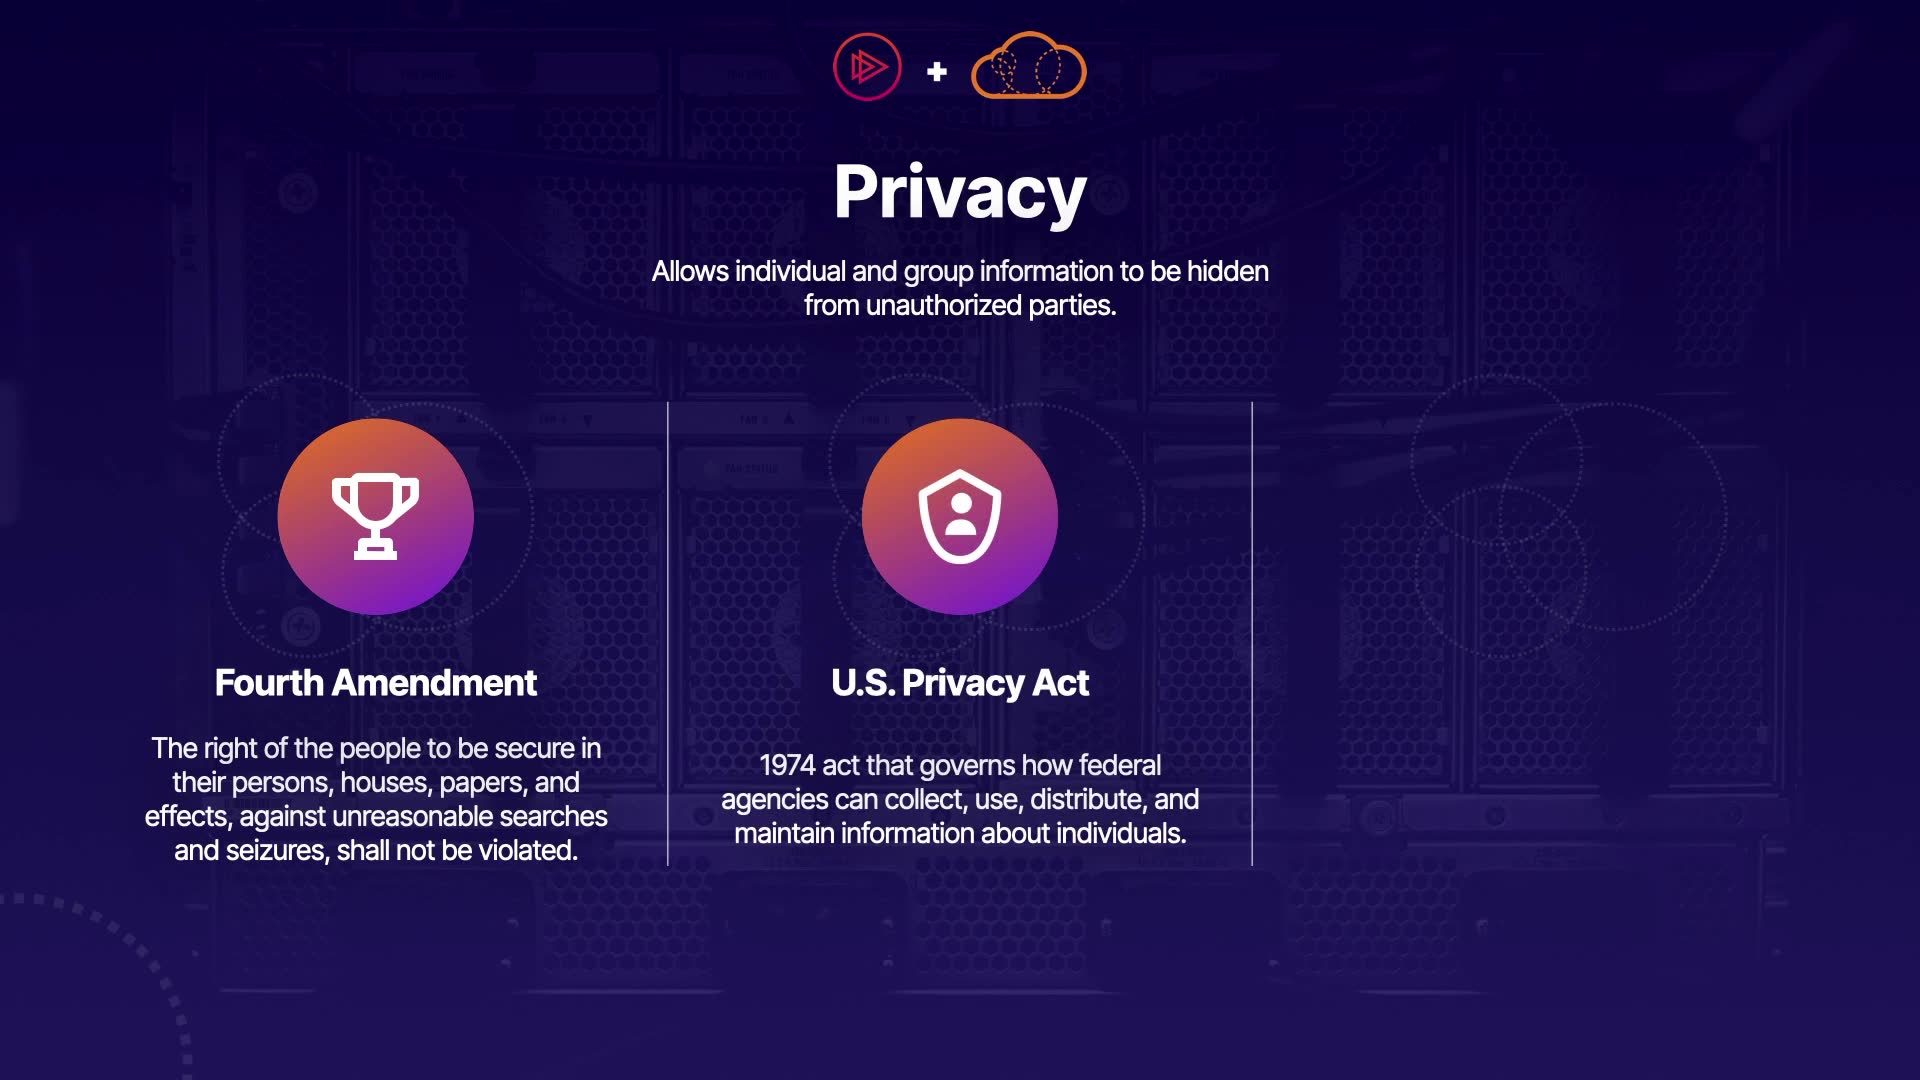 Privacy
Allows individual and group information to be hidden
from unauthorized parties.
Fourth Amendment
The right of the people to be secure in
their persons, houses, papers, and
effects, against unreasonable searches
and seizures, shall not be violated.
U.S. Privacy Act
1974 act that governs how federal
agencies can collect, use, distribute, and
maintain information about individuals.